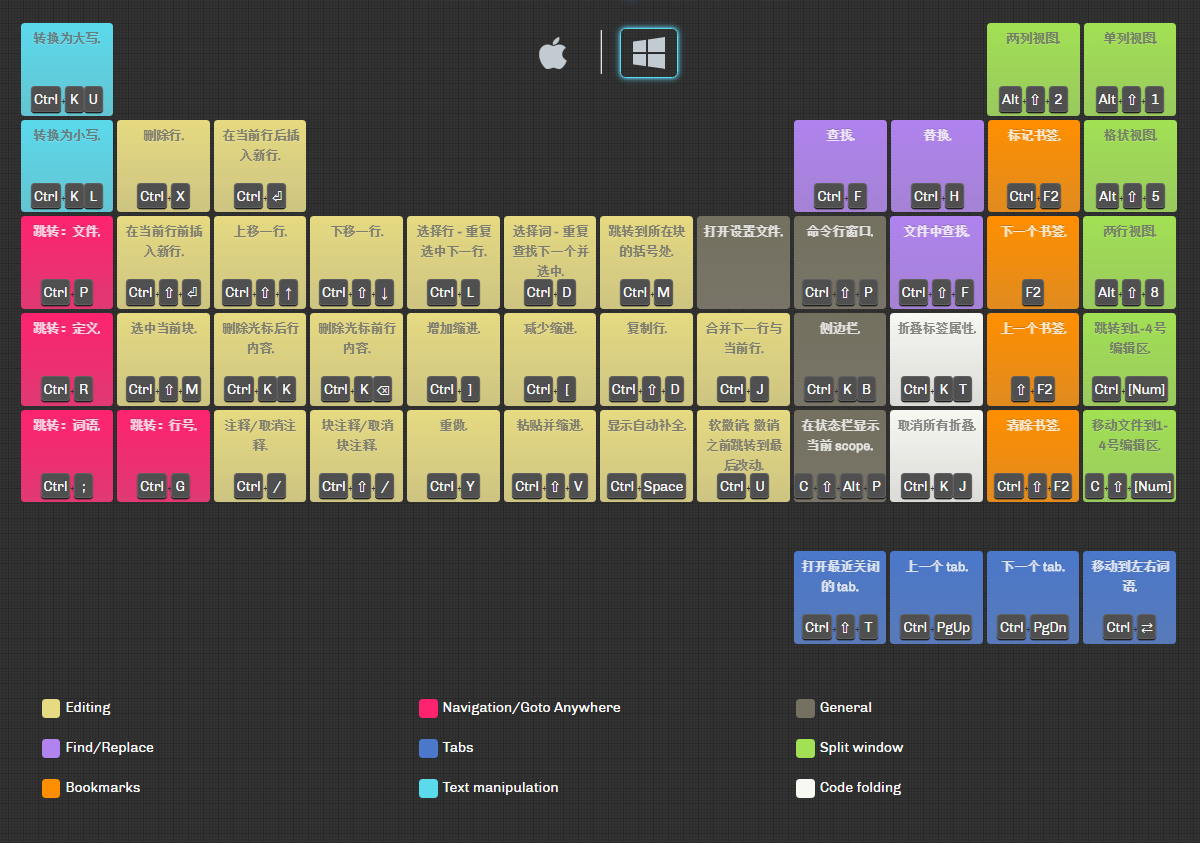 转换为大写.
Ctrl+K U
两列视图.
Alt+⇧+2
单列视图.
Alt+⇧+1
转换为小写.
Ctrl+K L
删除行.
Ctrl+X
在当前行后插
入新行.
Ctrl+⏎
查找.
Ctrl+F
替换.
Ctrl+H
标记书签.
Ctrl+F2
格状视图.
Alt+⇧+5
跳转：文件.
Ctrl+P
在当前行前插
入新行.
Ctrl+⇧+⏎
上移一行.
Ctrl+⇧+↑
下移一行.
Ctrl+⇧+↓
选择行 - 重复
选中下一行.
Ctrl+L
选择词 - 重复
查找下一个并
选中.
Ctrl+D
跳转到所在块
的括号处.
Ctrl+M
打开设置文件.
命令行窗口.
Ctrl+⇧+P
文件中查找.
Ctrl+⇧+F
下一个书签.
F2
两行视图.
Alt+⇧+8
跳转：定义.
Ctrl+R
选中当前块.
Ctrl+⇧+M
删除光标后行
内容.
Ctrl+K K
删除光标前行
内容.
Ctrl+K ⌫
增加缩进.
Ctrl+]
减少缩进.
Ctrl+[
复制行.
Ctrl+⇧+D
合并下一行与
当前行.
Ctrl+J
侧边栏.
Ctrl+K B
折叠标签属性.
Ctrl+K T
上一个书签.
⇧+F2
跳转到1-4号
编辑区.
Ctrl+[Num]
跳转：词语.
Ctrl+;
跳转：行号.
Ctrl+G
注释/取消注
释.
Ctrl+/
块注释/取消
块注释.
Ctrl+⇧+/
重做.
Ctrl+Y
粘贴并缩进.
Ctrl+⇧+V
显示自动补全.
Ctrl+Space
软撤销; 撤销
之前跳转到最
后改动.
Ctrl+U
在状态栏显示
当前 scope.
C+⇧+Alt+P
取消所有折叠.
Ctrl+K J
清除书签.
Ctrl+⇧+F2
移动文件到1-
4号编辑区.
C+⇧+[Num]
打开最近关闭
的 tab.
Ctrl+⇧+T
上一个 tab.
Ctrl+PgUp
下一个 tab.
Ctrl+PgDn
移动到左右词
语.
Ctrl+⇄
Editing
Navigation/Goto Anywhere
General
Find/Replace
Tabs
Split window
Bookmarks
Text manipulation
Code folding